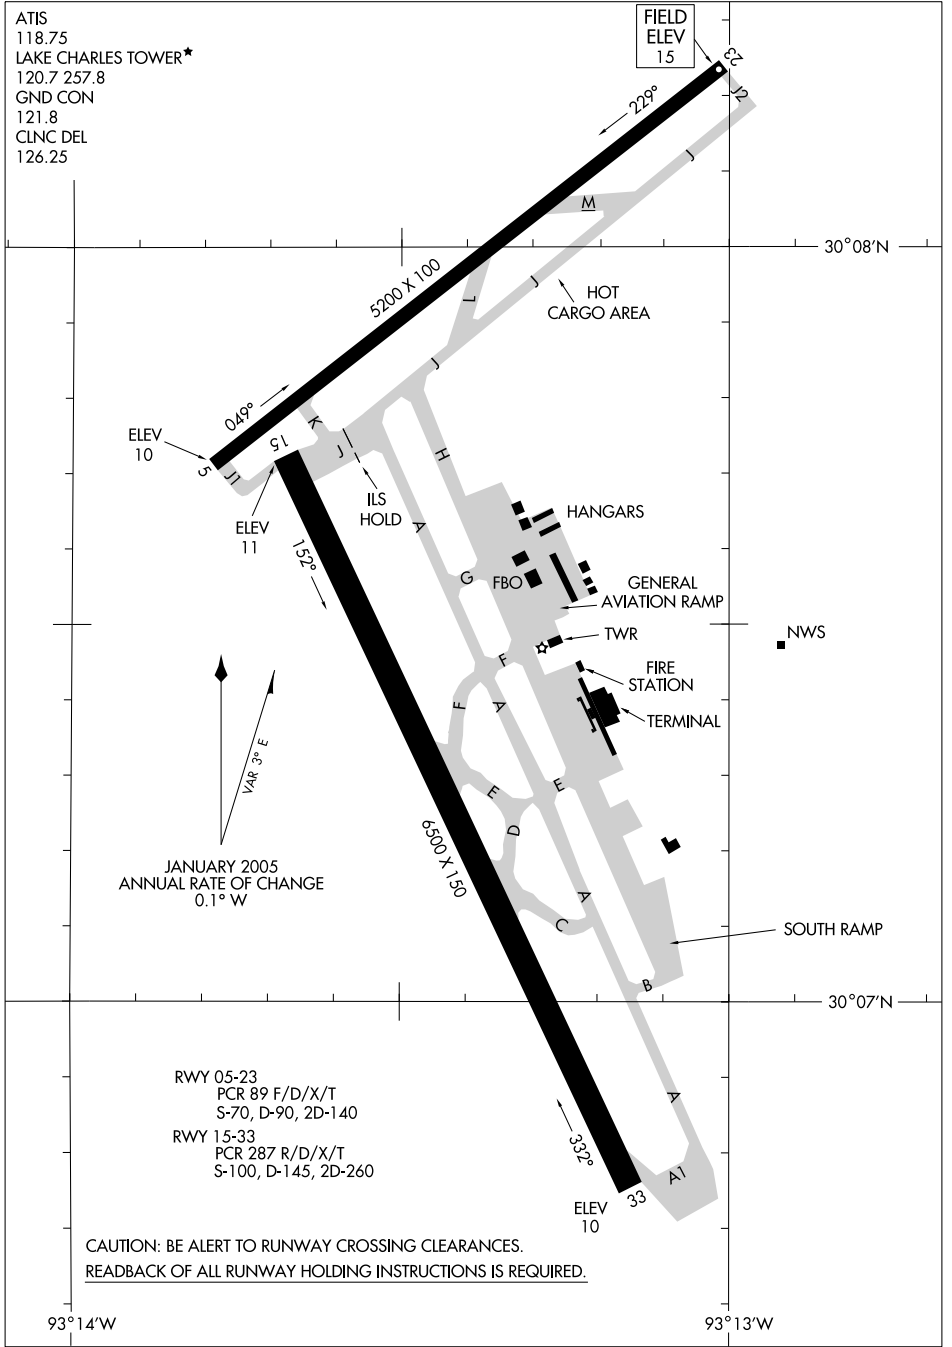 ATIS
118.75
LAKE CHARLES TOWER★
120.7 257.8
GND CON
121.8
CLNC DEL
126.25
FIELD
ELEV
15
23
J2
229°
J
M
30°08'N
J
HOT
CARGO AREA
5200 X 100
L
J
049°
K
15
J
H
ELEV
10
5
J1
ILS
HOLD
ELEV
11
A
HANGARS
152°
G
FBO
GENERAL
AVIATION RAMP
TWR
NWS
F
FIRE
STATION
F
A
TERMINAL
VAR 3° E
E
E
D
6500 X 150
JANUARY 2005
ANNUAL RATE OF CHANGE
0.1° W
A
C
SOUTH RAMP
B
30°07'N
RWY 05-23
PCR 89 F/D/X/T
S-70, D-90, 2D-140
RWY 15-33
PCR 287 R/D/X/T
S-100, D-145, 2D-260
A
332°
A1
33
ELEV
10
CAUTION: BE ALERT TO RUNWAY CROSSING CLEARANCES.
READBACK OF ALL RUNWAY HOLDING INSTRUCTIONS IS REQUIRED.
93°14'W
93°13'W